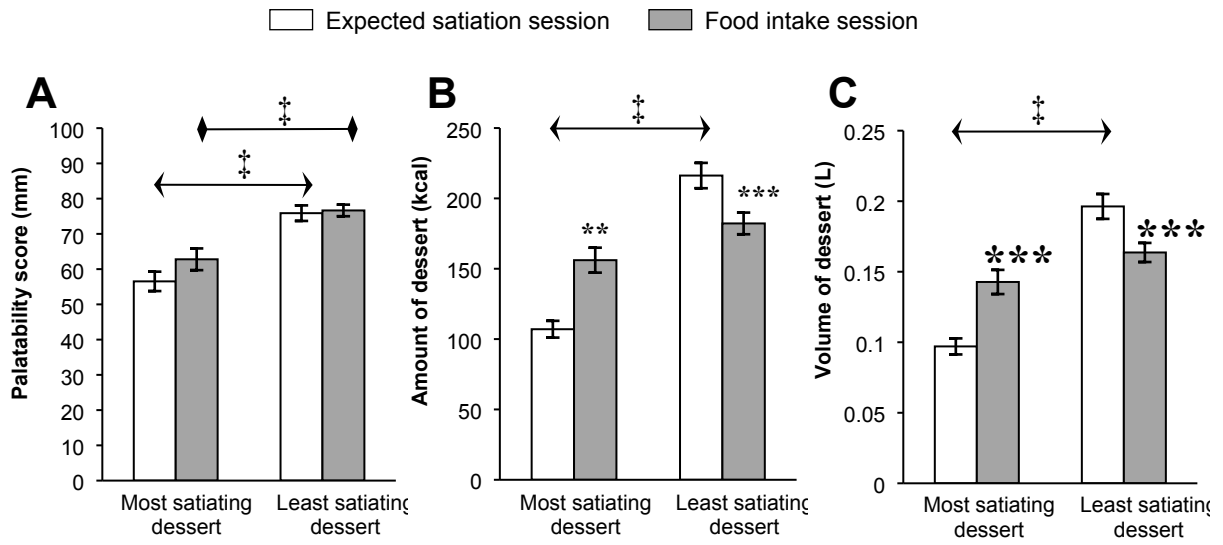 Expected satiation session
Food intake session
A
B
C
Palatability score (mm)
100
90
80
70
60
50
40
30
20
10
0
‡
‡
Most satiating
dessert
Least satiating
dessert
Amount of dessert (kcal)
250
200
150
100
50
0
‡
**
***
Most satiating
dessert
Least satiating
dessert
Volume of dessert (L)
0.25
0.2
0.15
0.1
0.05
0
‡
***
***
Most satiating
dessert
Least satiating
dessert